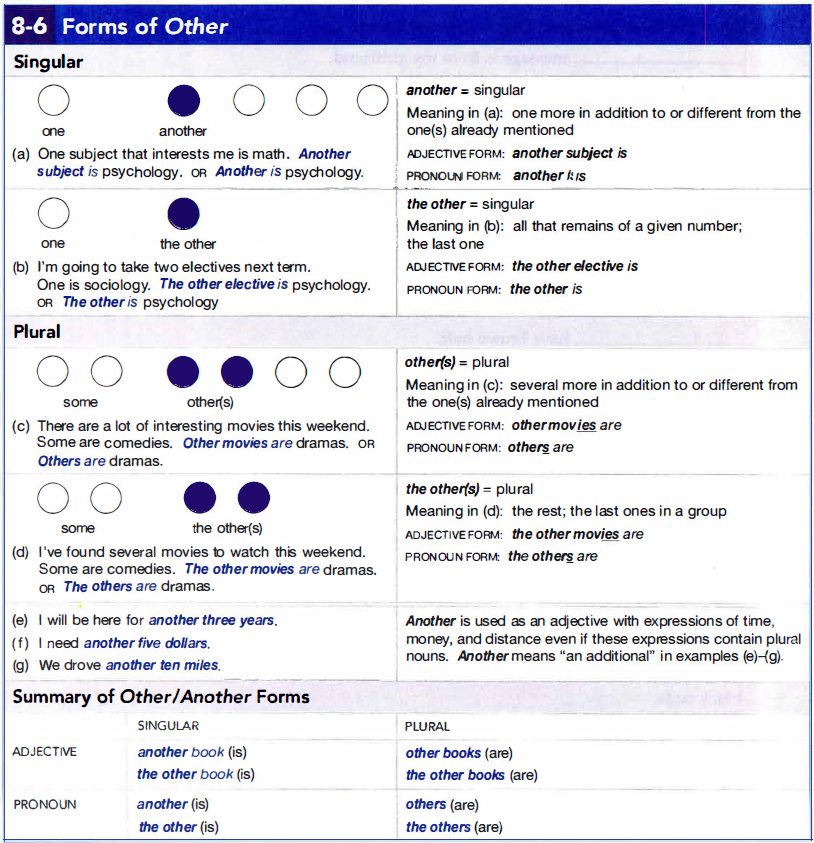 8-6 Forms of Other
Singular
one another
(a) One subject that interests me is math. Another
subject is psychology. OR Another is psychology.
another = singular
Meaning in (a): one more in addition to or different from the
one(s) already mentioned
ADJECTIVE FORM: another subject is
PRONOUN FORM: another is
one the other
(b) I'm going to take two electives next term.
One is sociology. The other elective is psychology.
OR The other is psychology
the other = singular
Meaning in (b): all that remains of a given number;
the last one
ADJECTIVE FORM: the other elective is
PRONOUN FORM: the other is
Plural
some other(s)
(c) There are a lot of interesting movies this weekend.
Some are comedies. Other movies are dramas. OR
Others are dramas.
other(s) = plural
Meaning in (c): several more in addition to or different from
the one(s) already mentioned
ADJECTIVE FORM: other movies are
PRONOUN FORM: others are
some the other(s)
(d) I've found several movies to watch this weekend.
Some are comedies. The other movies are dramas.
OR The others are dramas.
the other(s) = plural
Meaning in (d): the rest; the last ones in a group
ADJECTIVE FORM: the other movies are
PRONOUN FORM: the others are
(e) I will be here for another three years.
(f) I need another five dollars.
(g) We drove another ten miles.
Another is used as an adjective with expressions of time,
money, and distance even if these expressions contain plural
nouns. Another means "an additional" in examples (e)–(g).
Summary of Other/Another Forms
SINGULAR PLURAL
ADJECTIVE another book (is) other books (are)
the other book (is) the other books (are)
PRONOUN another (is) others (are)
the other (is) the others (are)